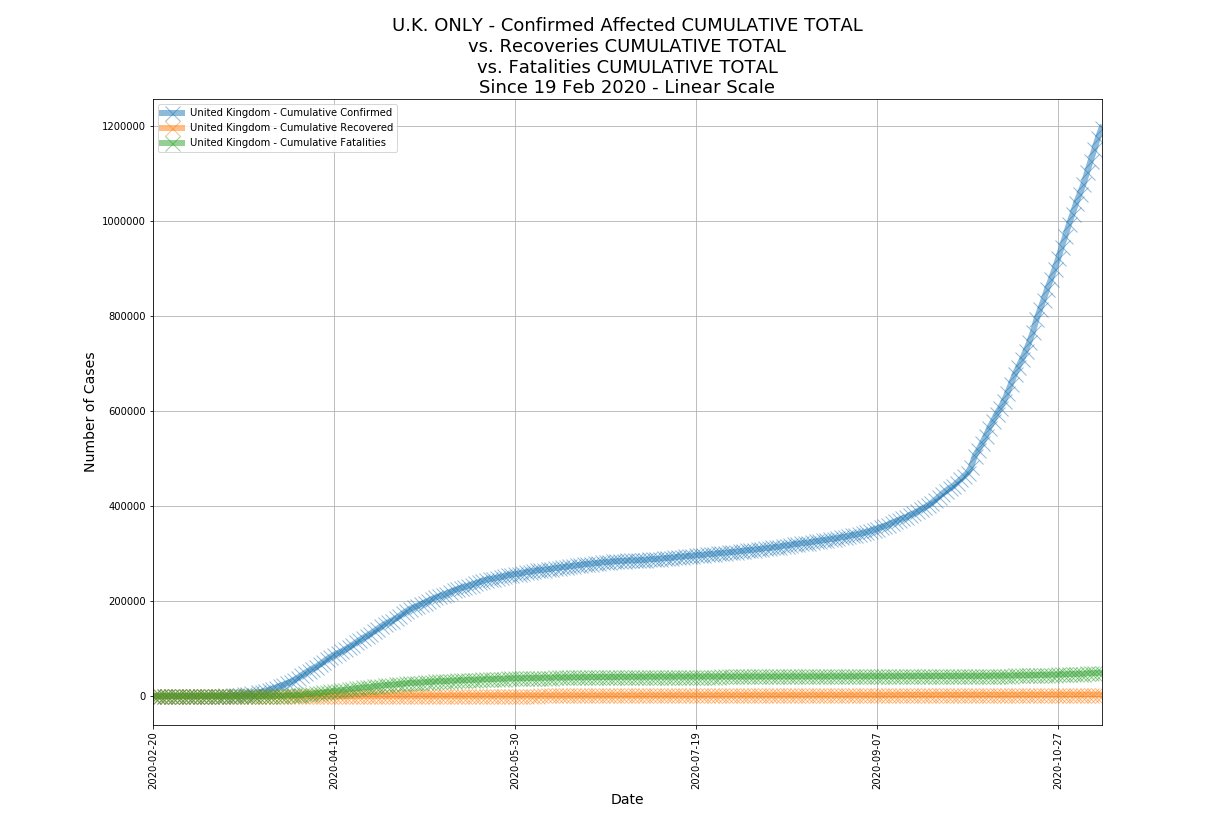 U.K. ONLY - Confirmed Affected CUMULATIVE TOTAL
vs. Recoveries CUMULATIVE TOTAL
vs. Fatalities CUMULATIVE TOTAL
Since 19 Feb 2020 - Linear Scale
United Kingdom - Cumulative Confirmed
United Kingdom - Cumulative Recovered
United Kingdom - Cumulative Fatalities
1200000
1000000
800000
600000
400000
200000
0
Number of Cases
2020-02-20
2020-04-10
2020-05-30
2020-07-19
2020-09-07
2020-10-27
Date